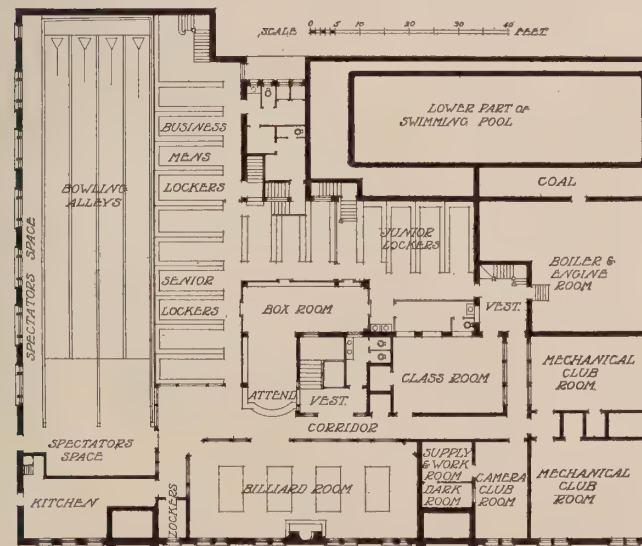 SCALE 0 5 10 20 30 40 FEET
LOWER PART OF
SWIMMING POOL
COAL
BUSINESS
MENS
LOCKERS
BOWLING
ALLEYS
SPECTATORS SPACE
JUNIOR
LOCKERS
BOILER &
ENGINE
ROOM
SENIOR
LOCKERS
BOX ROOM
VEST.
CLASS ROOM
MECHANICAL
CLUB
ROOM
ATTEND.
VEST.
CORRIDOR
SPECTATORS
SPACE
KITCHEN
LOCKERS
BILLIARD ROOM
SUPPLY
& WORK
ROOM
DARK
ROOM
CAMERA
CLUB
ROOM
MECHANICAL
CLUB
ROOM